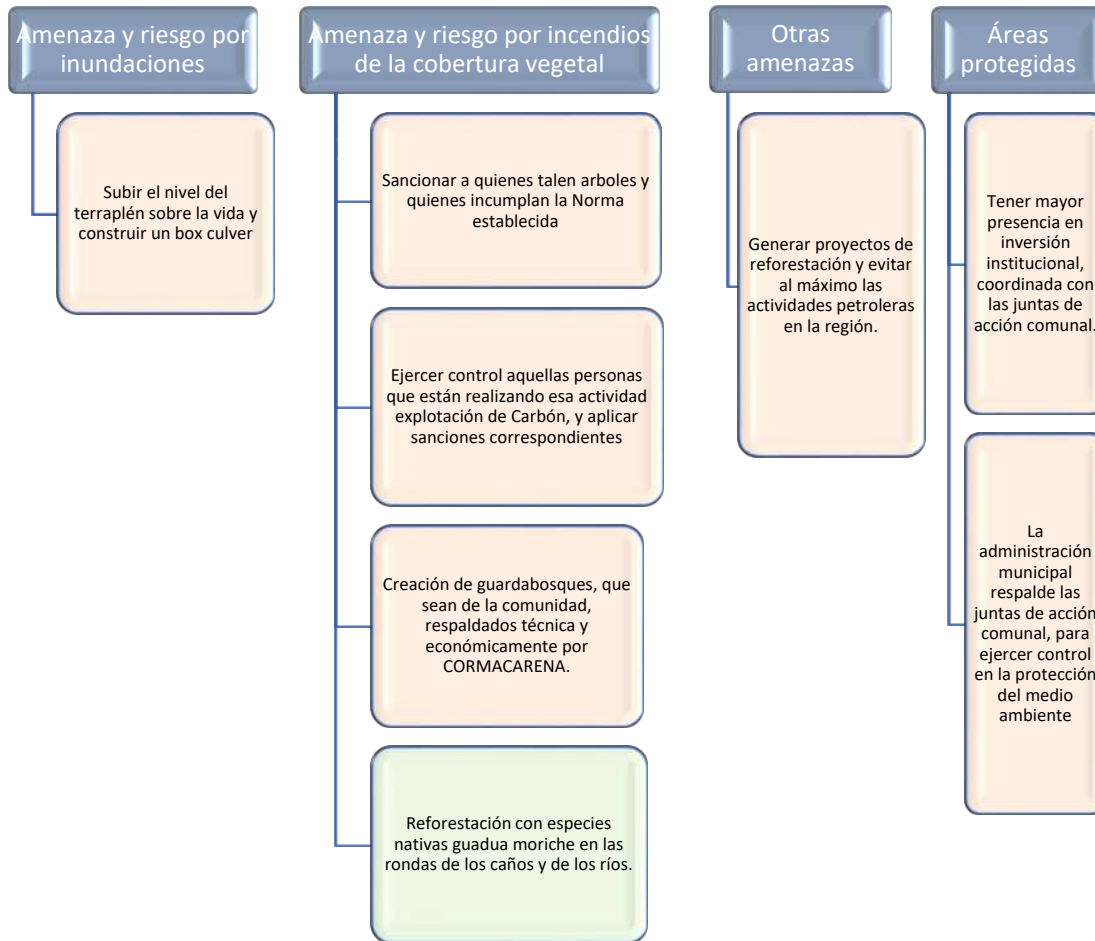 Amenaza y riesgo por
inundaciones
Subir el nivel del
terraplén sobre la vida y
construir un box culver
Amenaza y riesgo por incendios
de la cobertura vegetal
Sancionar a quienes talen arboles y
quienes incumplan la Norma
establecida
Ejercer control aquellas personas
que están realizando esa actividad
explotación de Carbón, y aplicar
sanciones correspondientes
Creación de guardabosques, que
sean de la comunidad,
respaldados técnica y
económicamente por
CORMACARENA.
Reforestación con especies
nativas guadua moriche en las
rondas de los caños y de los ríos.
Otras
amenazas
Generar proyectos de
reforestación y evitar
al máximo las
actividades petroleras
en la región.
Áreas
protegidas
Tener mayor
presencia en
inversión
institucional,
coordinada con
las juntas de
acción comunal.
La
administración
municipal
respalde las
juntas de acción
comunal, para
ejercer control
en la protección
del medio
ambiente